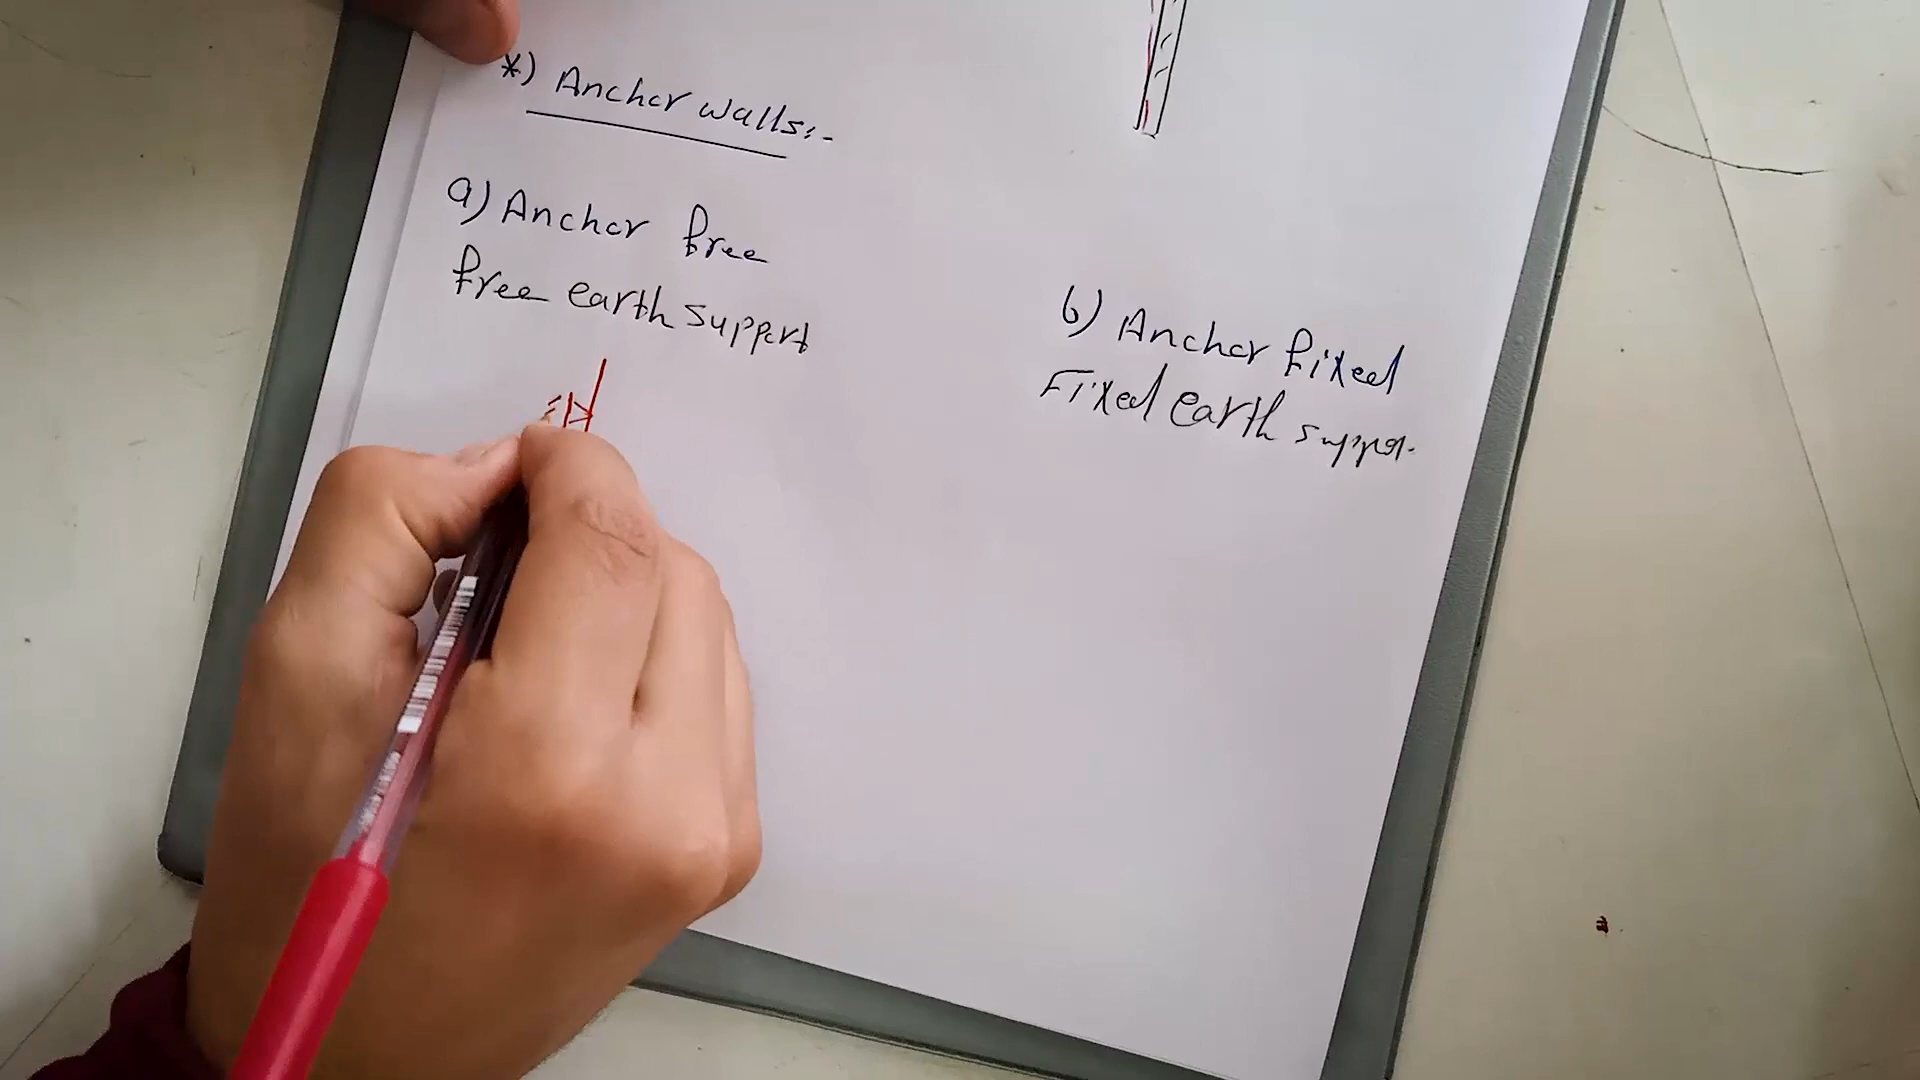 *) Anchor walls:-
a) Anchor free
free earth support
b) Anchor fixed
Fixed earth suppor.